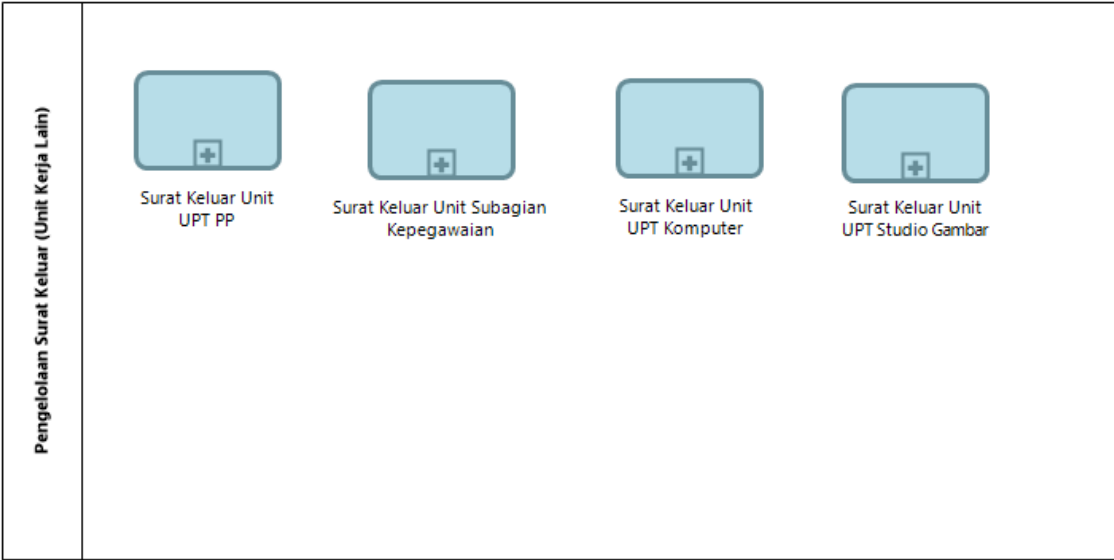 Pengelolaan Surat Keluar (Unit Kerja Lain)
Surat Keluar Unit
UPT PP
Surat Keluar Unit Subagian
Kepegawaian
Surat Keluar Unit
UPT Komputer
Surat Keluar Unit
UPT Studio Gambar